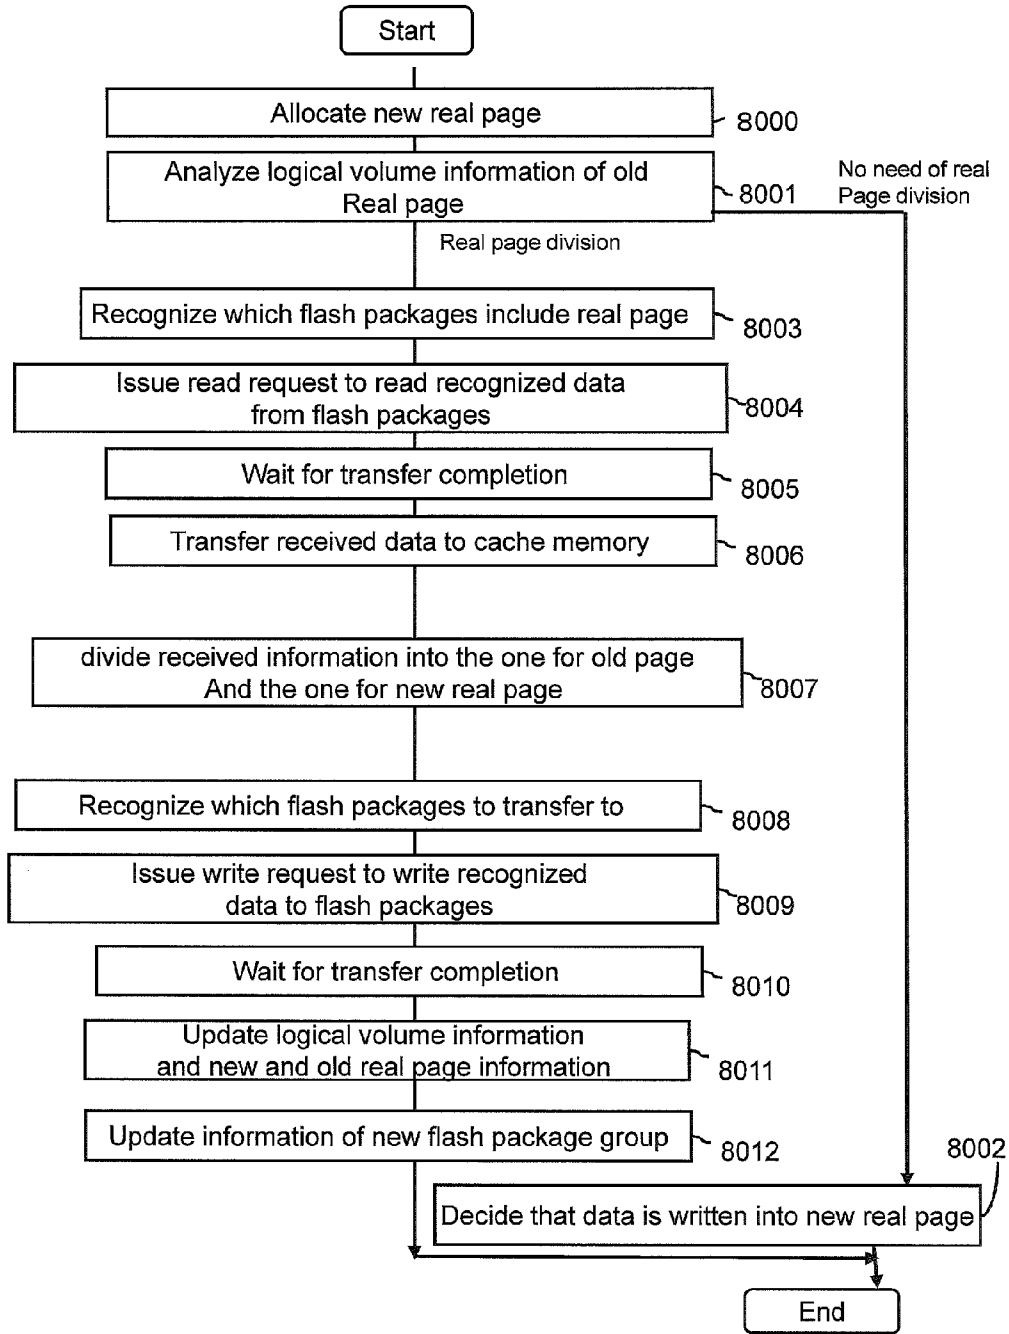 Start
Allocate new real page
8000
Analyze logical volume information of old
Real page
8001
No need of real
Page division
Real page division
Recognize which flash packages include real page
8003
Issue read request to read recognized data
from flash packages
8004
Wait for transfer completion
8005
Transfer received data to cache memory
8006
divide received information into the one for old page
And the one for new real page
8007
Recognize which flash packages to transfer to
8008
Issue write request to write recognized
data to flash packages
8009
Wait for transfer completion
8010
Update logical volume information
and new and old real page information
8011
Update information of new flash package group
8012
8002
Decide that data is written into new real page
End